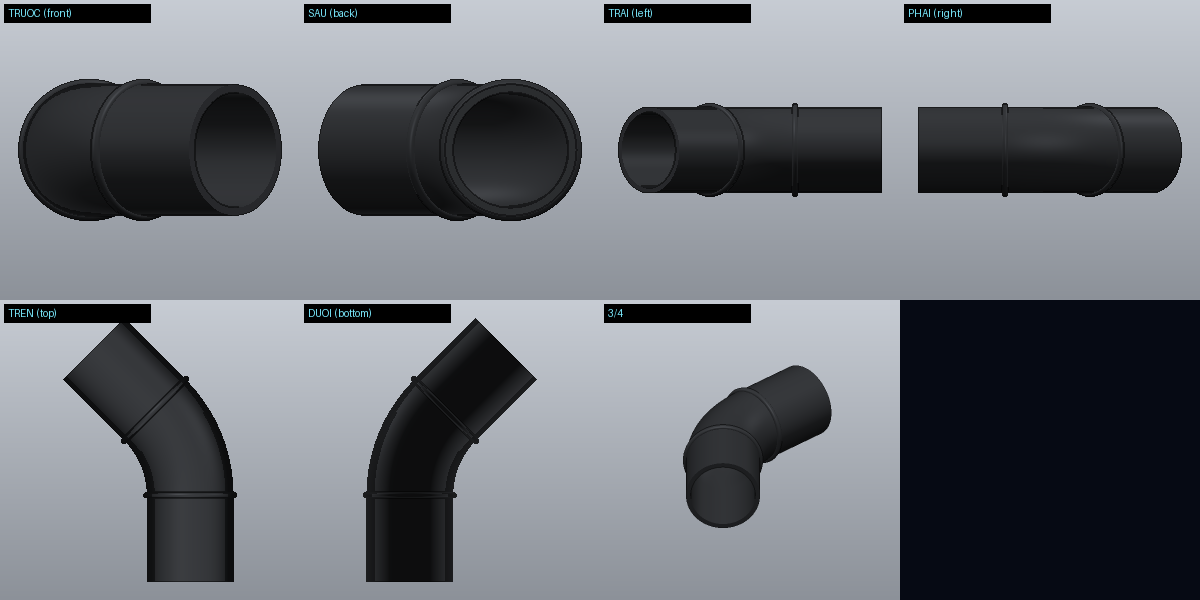 TRUOC (front)
SAU (back)
TRAI (left)
PHAI (right)
TREN (top)
DUOI (bottom)
3/4